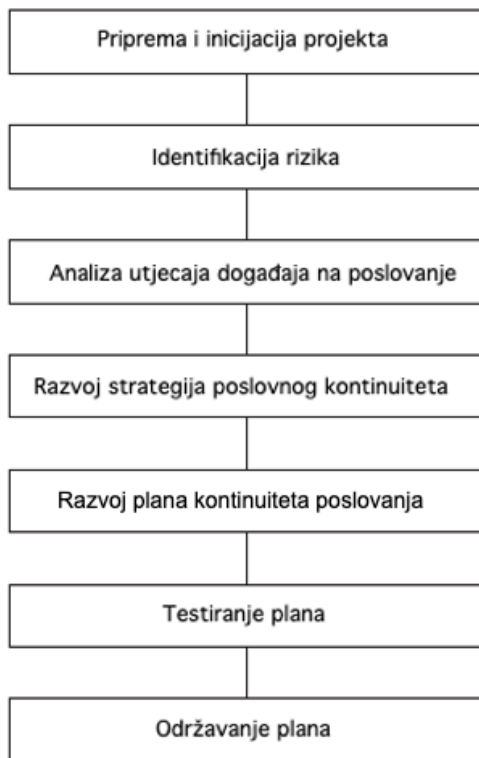 Priprema i inicijacija projekta
Identifikacija rizika
Analiza utjecaja događaja na poslovanje
Razvoj strategija poslovnog kontinuiteta
Razvoj plana kontinuiteta poslovanja
Testiranje plana
Održavanje plana